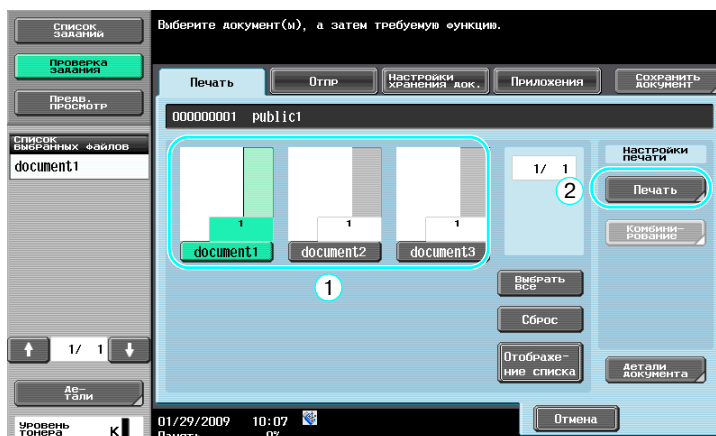 Список
заданий
Выберите документ(ы), а затем требуемую функцию.
Проверка
задания
Печать
Отпр
Настройки
хранения док.
Приложения
Сохранить
документ
Предв.
просмотр
000000001 public1
Список
выбранных файлов
document1
1
document1
1
document2
1
document3
1
1/ 1
2
Настройки
печати
Печать
Комбини-
рование
Выбрать
все
Сброс
Отображе-
ние списка
Детали
документа
1/ 1
Де-
тали
Уровень
тонера
K
01/29/2009 10:07
Память 0%
Отмена